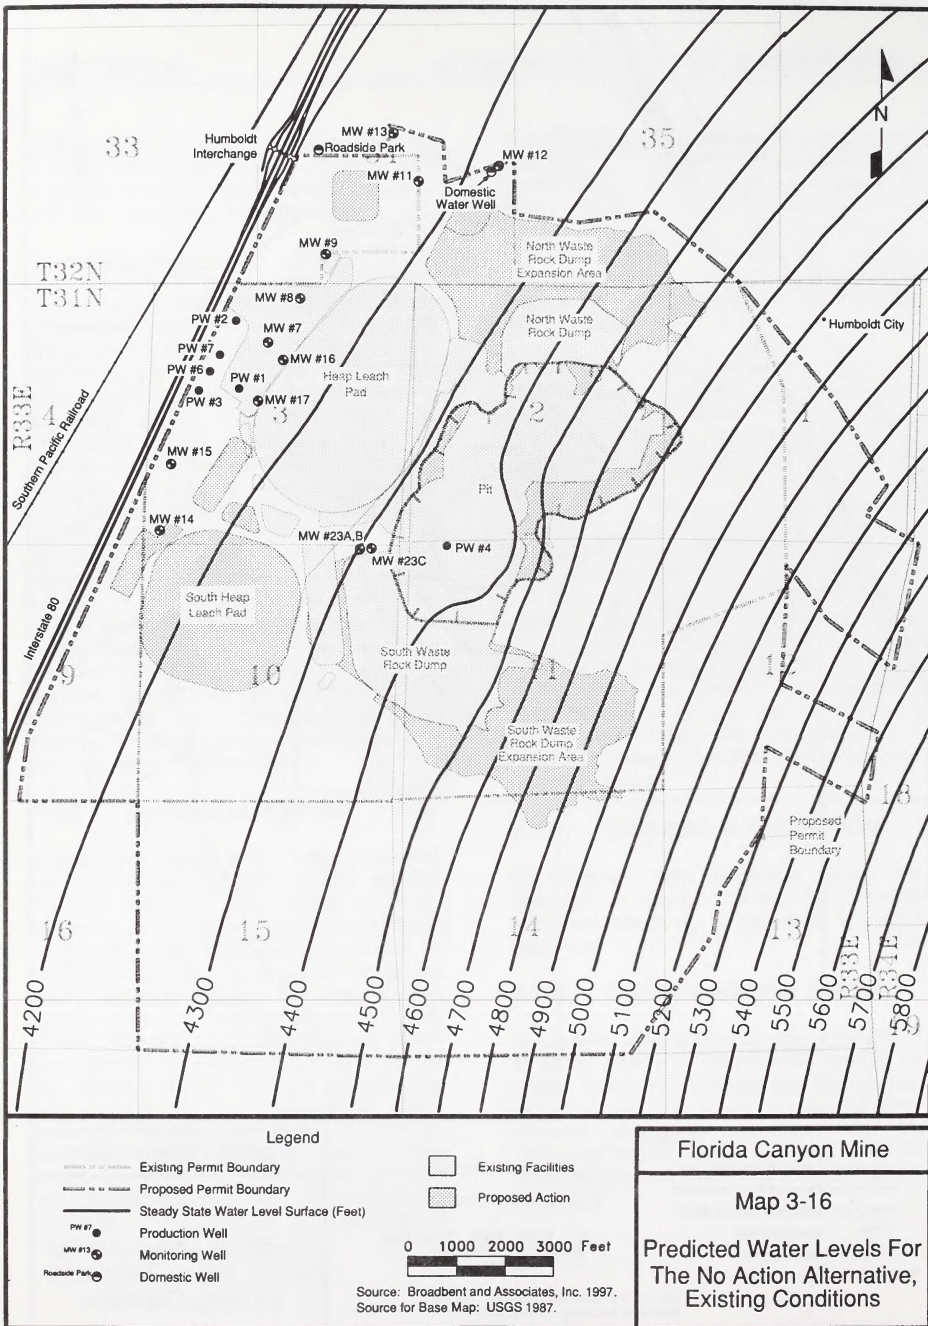 33
34
35
N
Humboldt
Interchange
MW #13
Roadside Park
MW #12
MW #11
Domestic
Water Well
MW #9
North Waste
Rock Dump
Expansion Area
T32N
T31N
MW #8
PW #2
North Waste
Rock Dump
Humboldt City
MW #7
PW #7
MW #16
PW #6
Heap Leach
Pad
PW #1
PW #3
MW #17
R33E
4
3
2
1
Southern Pacific Railroad
MW #15
Pit
MW #14
MW #23A,B
PW #4
MW #23C
South Heap
Leach Pad
Interstate 80
South Waste
Rock Dump
9
10
11
12
South Waste
Rock Dump
Expansion Area
18
Proposed
Permit
Boundary
16
15
14
13
R33E
R34E
4200
4300
4400
4500
4600
4700
4800
4900
5000
5100
5200
5300
5400
5500
5600
5700
5800
Legend
Existing Permit Boundary
Proposed Permit Boundary
Steady State Water Level Surface (Feet)
PW #7 Production Well
MW #13 Monitoring Well
Roadside Park Domestic Well
Existing Facilities
Proposed Action
0 1000 2000 3000 Feet
Source: Broadbent and Associates, Inc. 1997.
Source for Base Map: USGS 1987.
Florida Canyon Mine
Map 3-16
Predicted Water Levels For
The No Action Alternative,
Existing Conditions